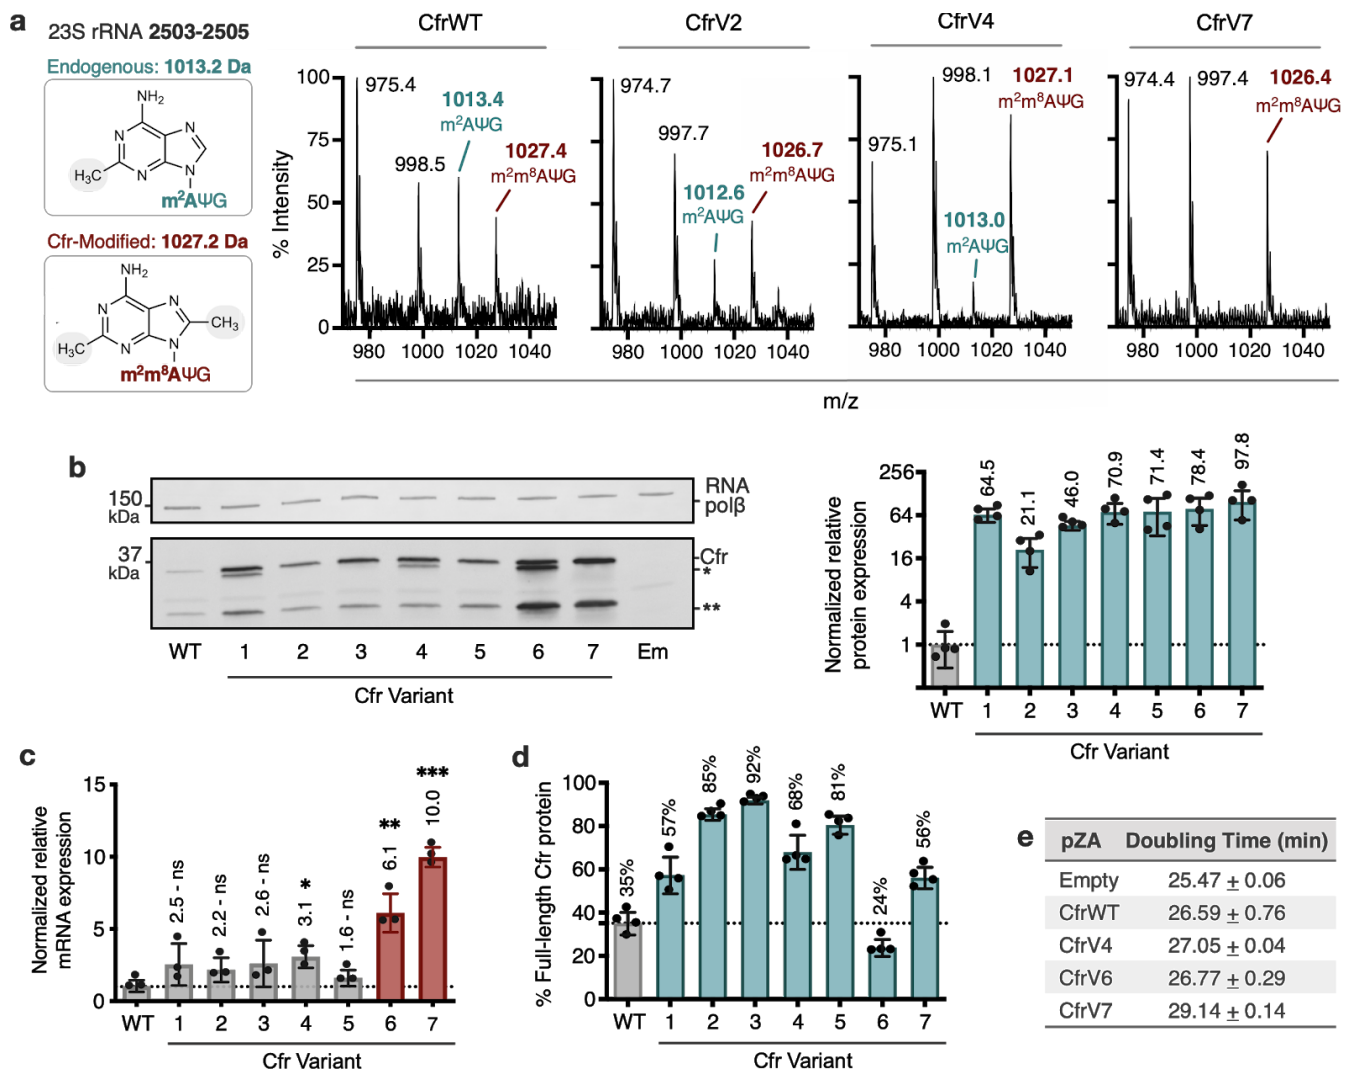 a
23S rRNA 2503-2505
Endogenous: 1013.2 Da
NH₂
N
N
N
N
H₃C
m²AΨG
Cfr-Modified: 1027.2 Da
NH₂
N
N
N
N
CH₃
H₃C
m²m⁸AΨG
CfrWT
CfrV2
CfrV4
CfrV7
% Intensity
100
75
50
25
0
975.4
998.5
1013.4
m²AΨG
1027.4
m²m⁸AΨG
980 1000 1020 1040
974.7
997.7
1012.6
m²AΨG
1026.7
m²m⁸AΨG
980 1000 1020 1040
975.1
998.1
1013.0
m²AΨG
1027.1
m²m⁸AΨG
980 1000 1020 1040
974.4
997.4
1026.4
m²m⁸AΨG
980 1000 1020 1040
m/z
b
150
kDa
RNA
polβ
37
kDa
Cfr
*
**
WT 1 2 3 4 5 6 7 Em
Cfr Variant
Normalized relative
protein expression
256
64
16
4
1
64.5
21.1
46.0
70.9
71.4
78.4
97.8
WT 1 2 3 4 5 6 7
Cfr Variant
c
Normalized relative
mRNA expression
15
10
5
0
2.5 - ns
2.2 - ns
2.6 - ns
3.1 *
1.6 - ns
6.1 **
10.0 ***
WT 1 2 3 4 5 6 7
Cfr Variant
d
% Full-length Cfr protein
100
80
60
40
20
0
35%
57%
85%
92%
68%
81%
24%
56%
WT 1 2 3 4 5 6 7
Cfr Variant
e
pZA Doubling Time (min)
Empty 25.47 ± 0.06
CfrWT 26.59 ± 0.76
CfrV4 27.05 ± 0.04
CfrV6 26.77 ± 0.29
CfrV7 29.14 ± 0.14